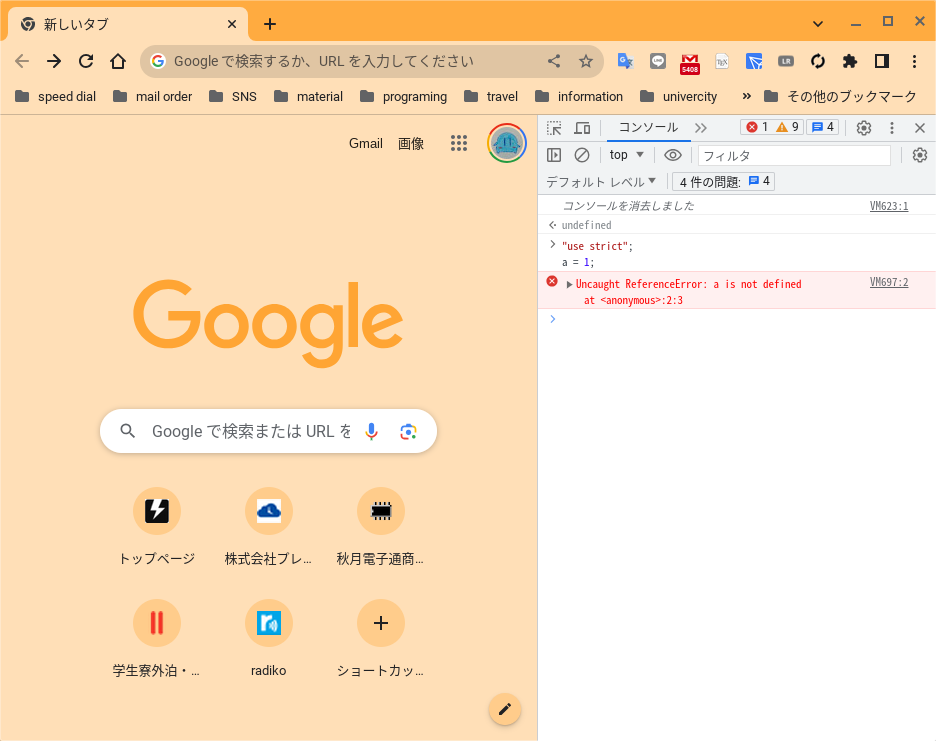 新しいタブ
Google で検索するか、URL を入力してください
5408
LR
speed dial
mail order
SNS
material
programing
travel
information
univercity
»
その他のブックマーク
Gmail
画像
Google
Google で検索または URL を
トップページ
株式会社プレ...
秋月電子通商...
学生寮外泊・...
radiko
ショートカッ...
コンソール
1
9
4
top
フィルタ
デフォルト レベル
4 件の問題:
4
コンソールを消去しました
VM623:1
undefined
"use strict";
a = 1;
Uncaught ReferenceError: a is not defined
VM697:2
at <anonymous>:2:3